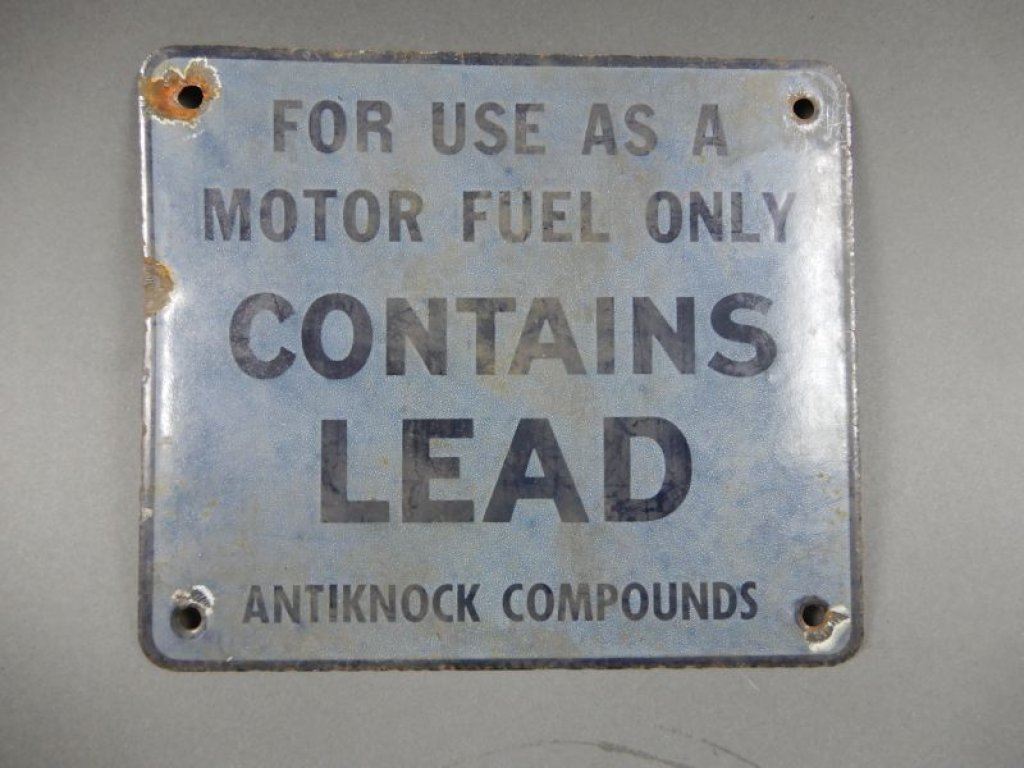 FOR USE AS A
MOTOR FUEL ONLY
CONTAINS
LEAD
ANTIKNOCK COMPOUNDS